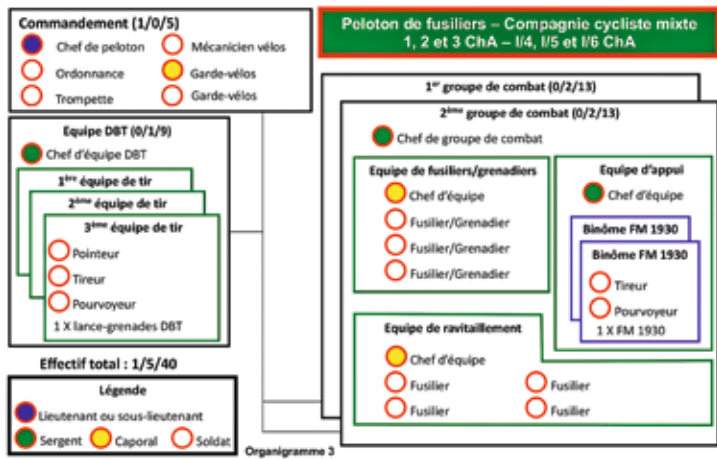 Commandement (1/0/5)
Chef de peloton
Mécanicien vélos
Ordonnance
Garde-vélos
Trompette
Garde-vélos
Peloton de fusiliers – Compagnie cycliste mixte
1, 2 et 3 ChA – I/4, I/5 et I/6 ChA
Equipe DBT (0/1/9)
Chef d'équipe DBT
1ère équipe de tir
2ème équipe de tir
3ème équipe de tir
Pointeur
Tireur
Pourvoyeur
1 X lance-grenades DBT
1er groupe de combat (0/2/13)
2ème groupe de combat (0/2/13)
Chef de groupe de combat
Equipe de fusiliers/grenadiers
Chef d'équipe
Fusilier/Grenadier
Fusilier/Grenadier
Fusilier/Grenadier
Equipe d'appui
Chef d'équipe
Binôme FM 1930
Binôme FM 1930
Tireur
Pourvoyeur
1 X FM 1930
Equipe de ravitaillement
Chef d'équipe
Fusilier
Fusilier
Fusilier
Fusilier
Effectif total : 1/5/40
Légende
Lieutenant ou sous-lieutenant
Sergent
Caporal
Soldat
Organigramme 3